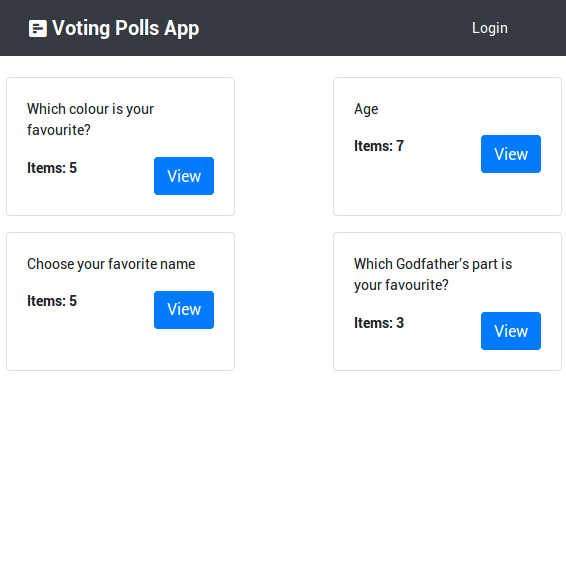 Voting Polls App
Login
Which colour is your
favourite?
Items: 5
View
Age
Items: 7
View
Choose your favorite name
Items: 5
View
Which Godfather's part is
your favourite?
Items: 3
View